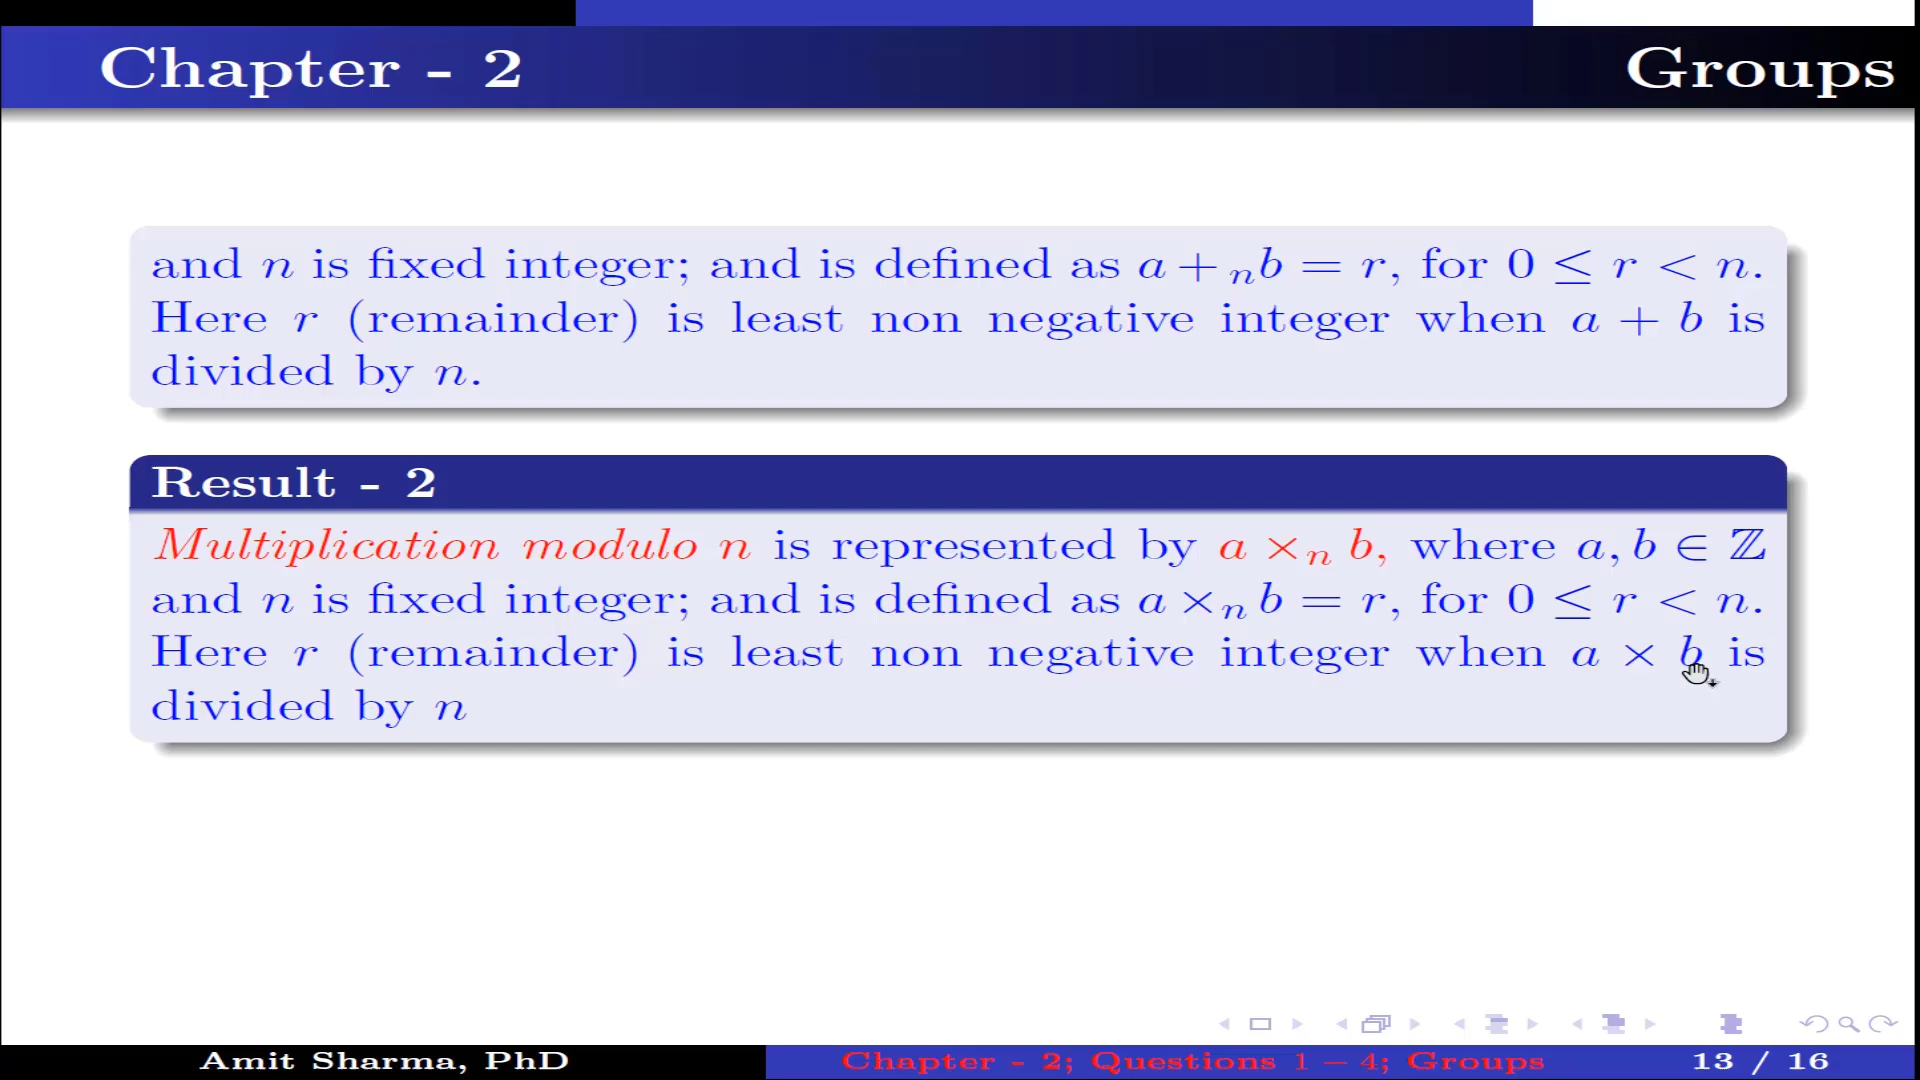 Chapter - 2 Groups
and n is fixed integer; and is defined as a +ₙ b = r, for 0 ≤ r < n.
Here r (remainder) is least non negative integer when a + b is
divided by n.
Result - 2
Multiplication modulo n is represented by a ×ₙ b, where a, b ∈ ℤ
and n is fixed integer; and is defined as a ×ₙ b = r, for 0 ≤ r < n.
Here r (remainder) is least non negative integer when a × b is
divided by n
Amit Sharma, PhD Chapter - 2; Questions 1 – 4; Groups 13 / 16